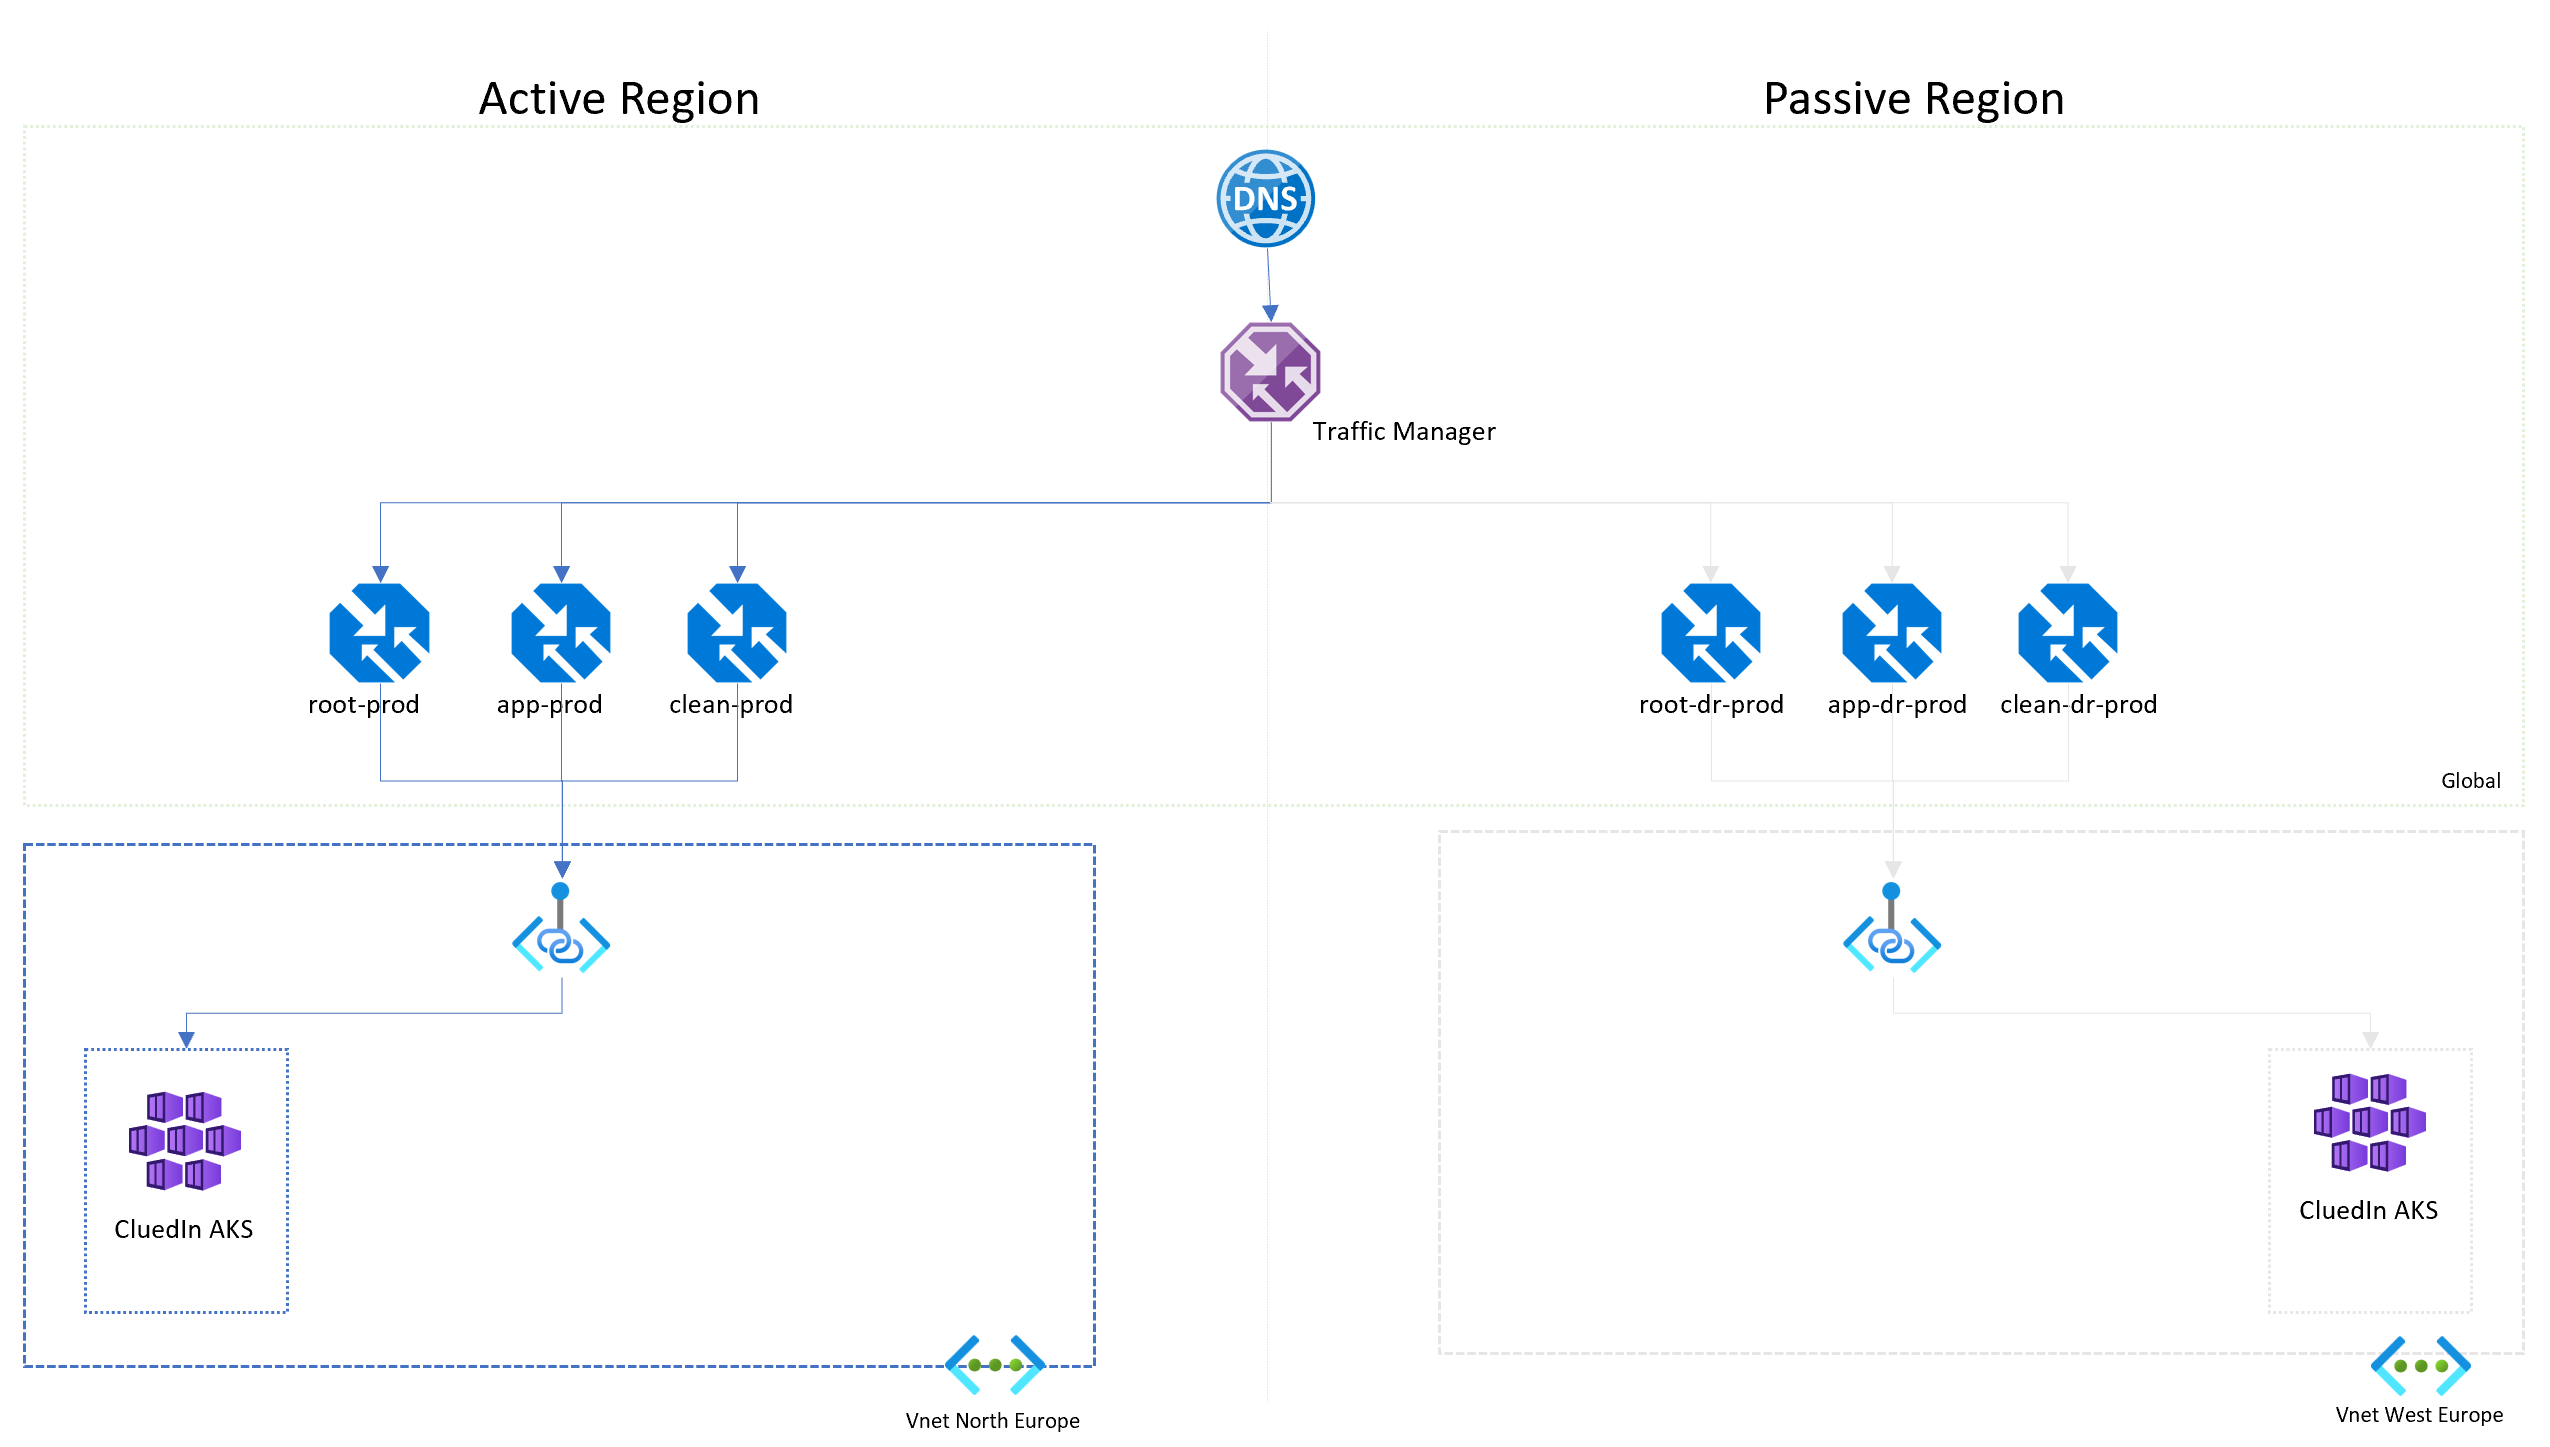 Active Region
Passive Region
DNS
Traffic Manager
root-prod
app-prod
clean-prod
root-dr-prod
app-dr-prod
clean-dr-prod
Global
CluedIn AKS
CluedIn AKS
Vnet North Europe
Vnet West Europe